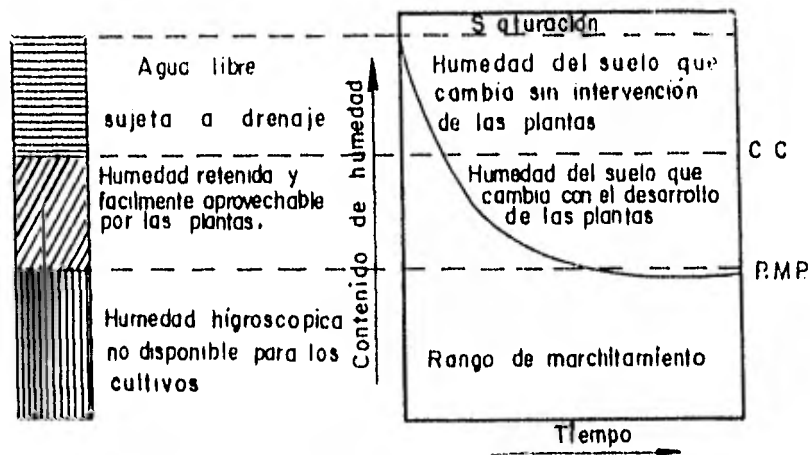 Agua libre
sujeta a drenaje
Humedad retenida y
facilmente aprovechable
por las plantas.
Humedad higroscopica
no disponible para los
cultivos
Contenido de humedad
Saturación
Humedad del suelo que
cambia sin intervención
de las plantas
C C
Humedad del suelo que
cambia con el desarrollo
de las plantas
P.M.P.
Rango de marchitamiento
Tiempo